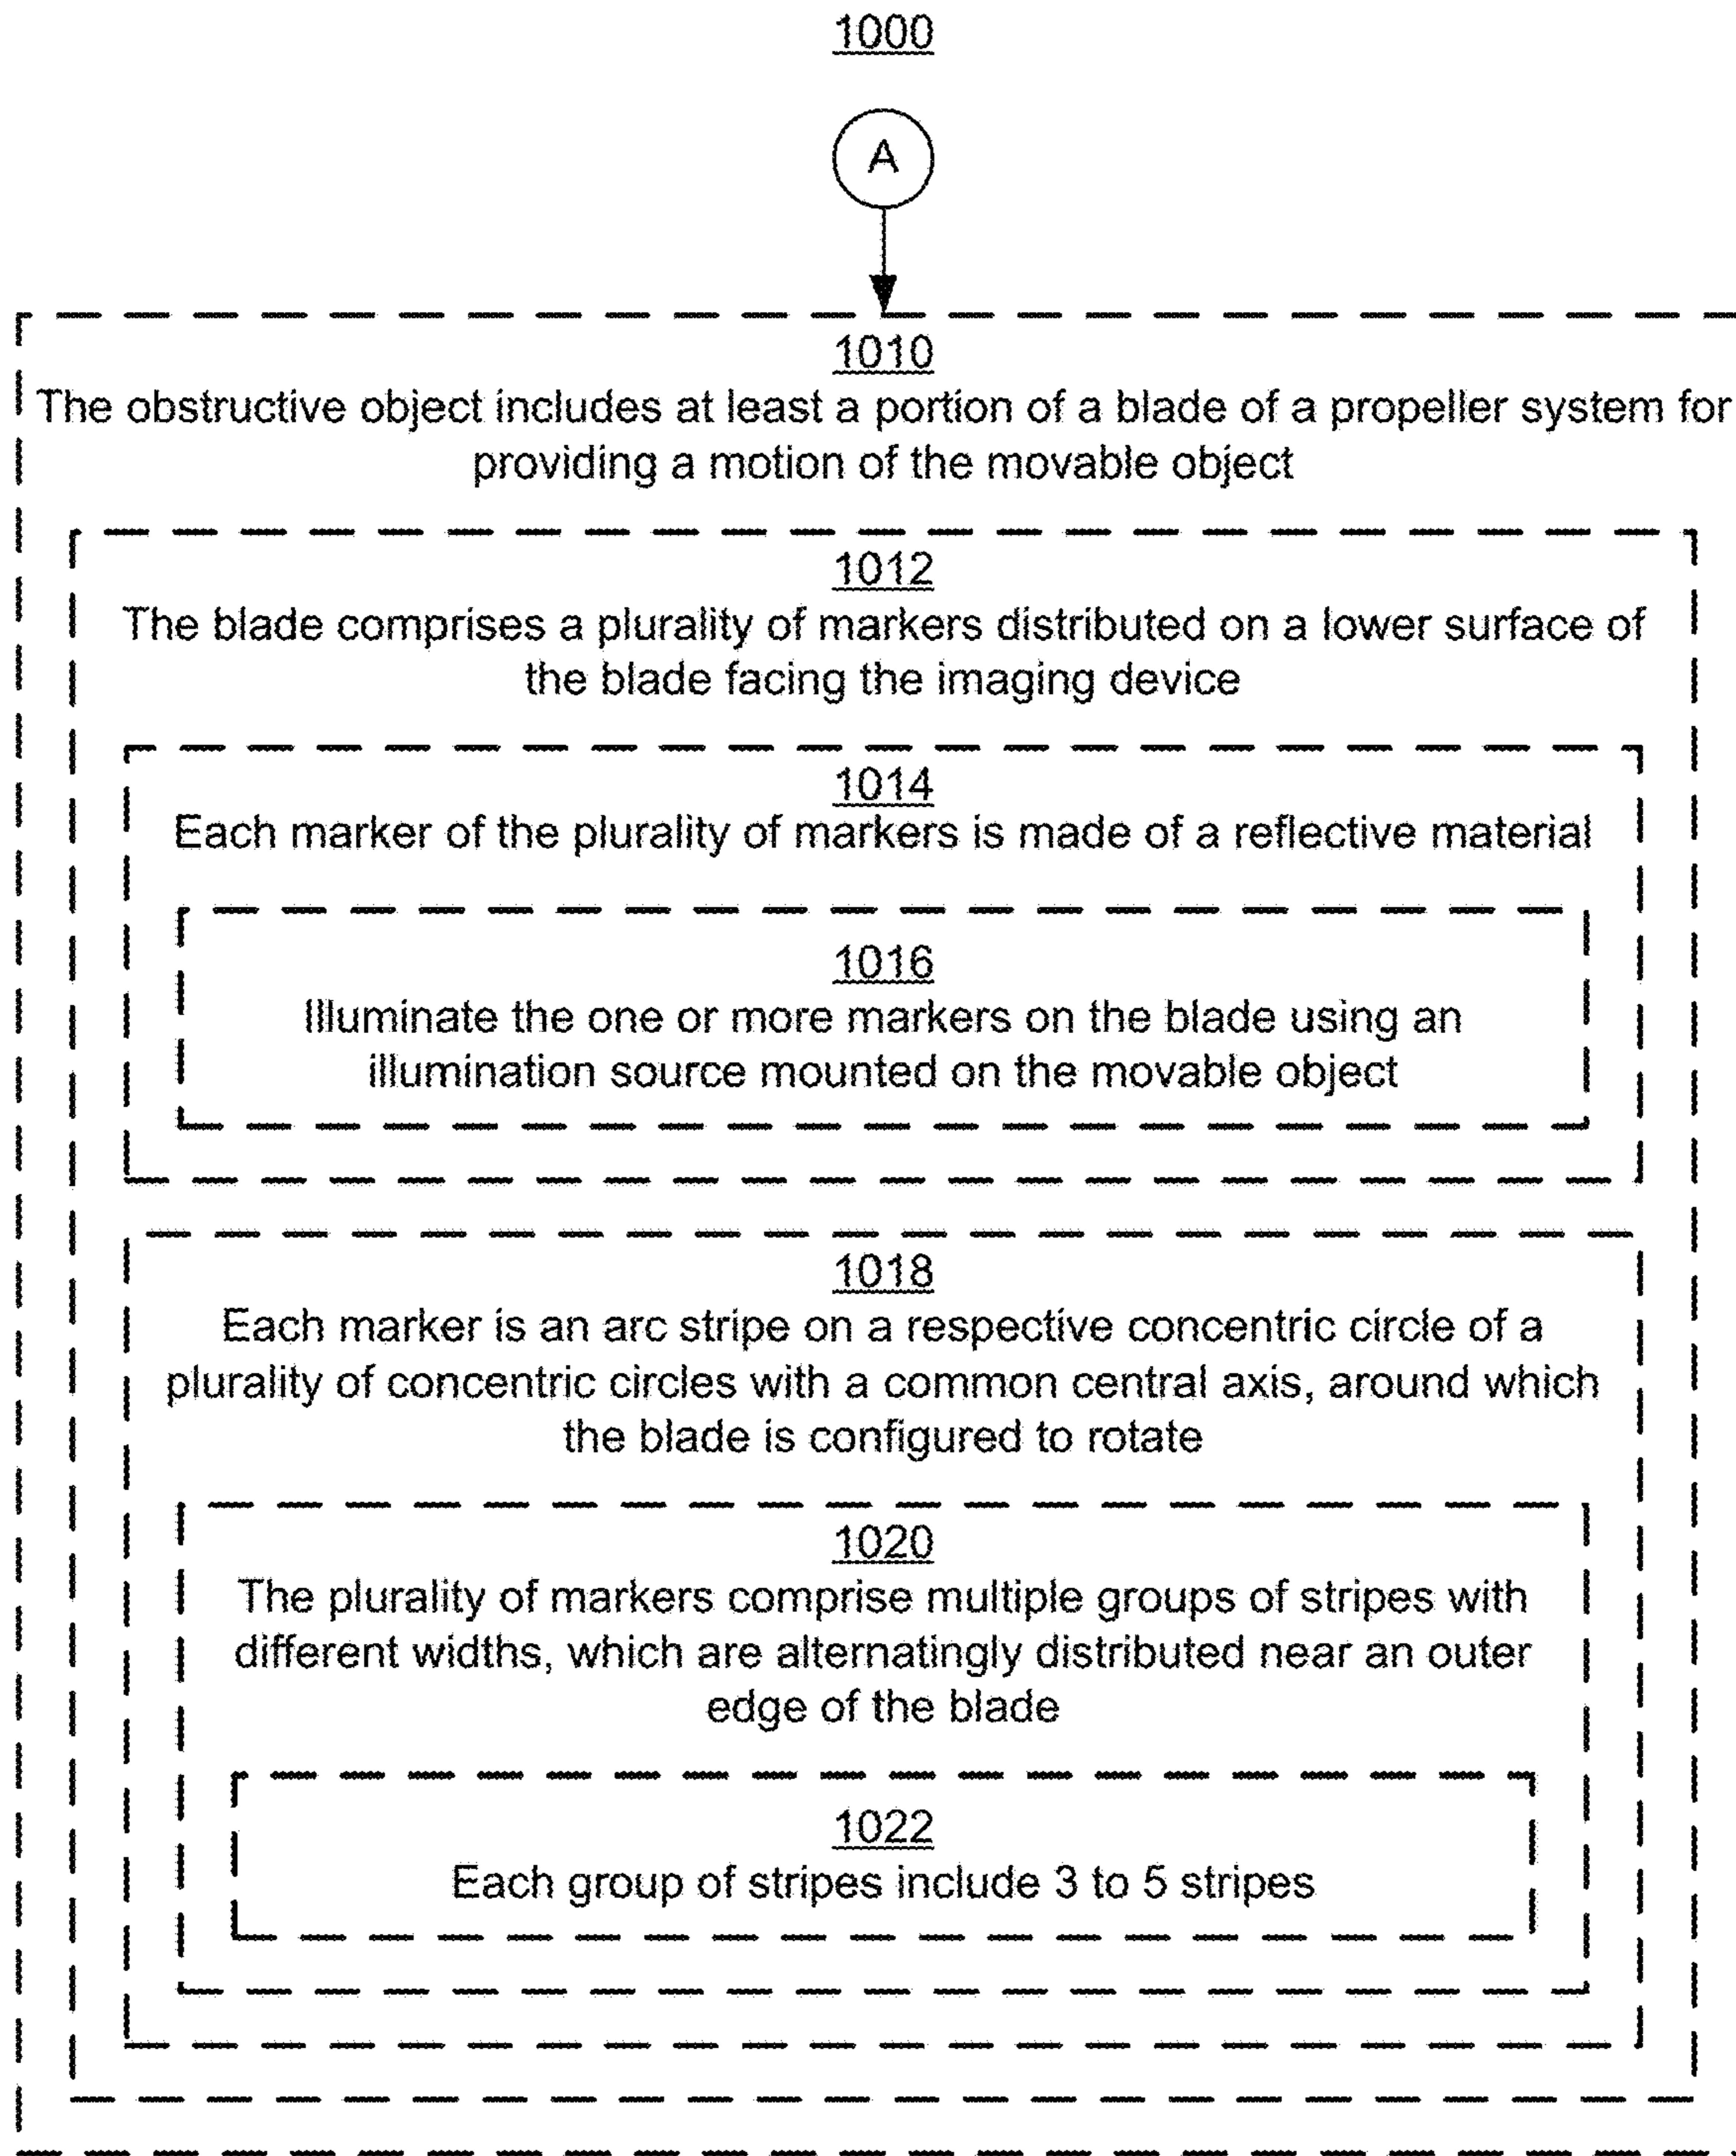 1000
A
1010
The obstructive object includes at least a portion of a blade of a propeller system for
providing a motion of the movable object
1012
The blade comprises a plurality of markers distributed on a lower surface of
the blade facing the imaging device
1014
Each marker of the plurality of markers is made of a reflective material
1016
Illuminate the one or more markers on the blade using an
illumination source mounted on the movable object
1018
Each marker is an arc stripe on a respective concentric circle of a
plurality of concentric circles with a common central axis, around which
the blade is configured to rotate
1020
The plurality of markers comprise multiple groups of stripes with
different widths, which are alternatingly distributed near an outer
edge of the blade
1022
Each group of stripes include 3 to 5 stripes